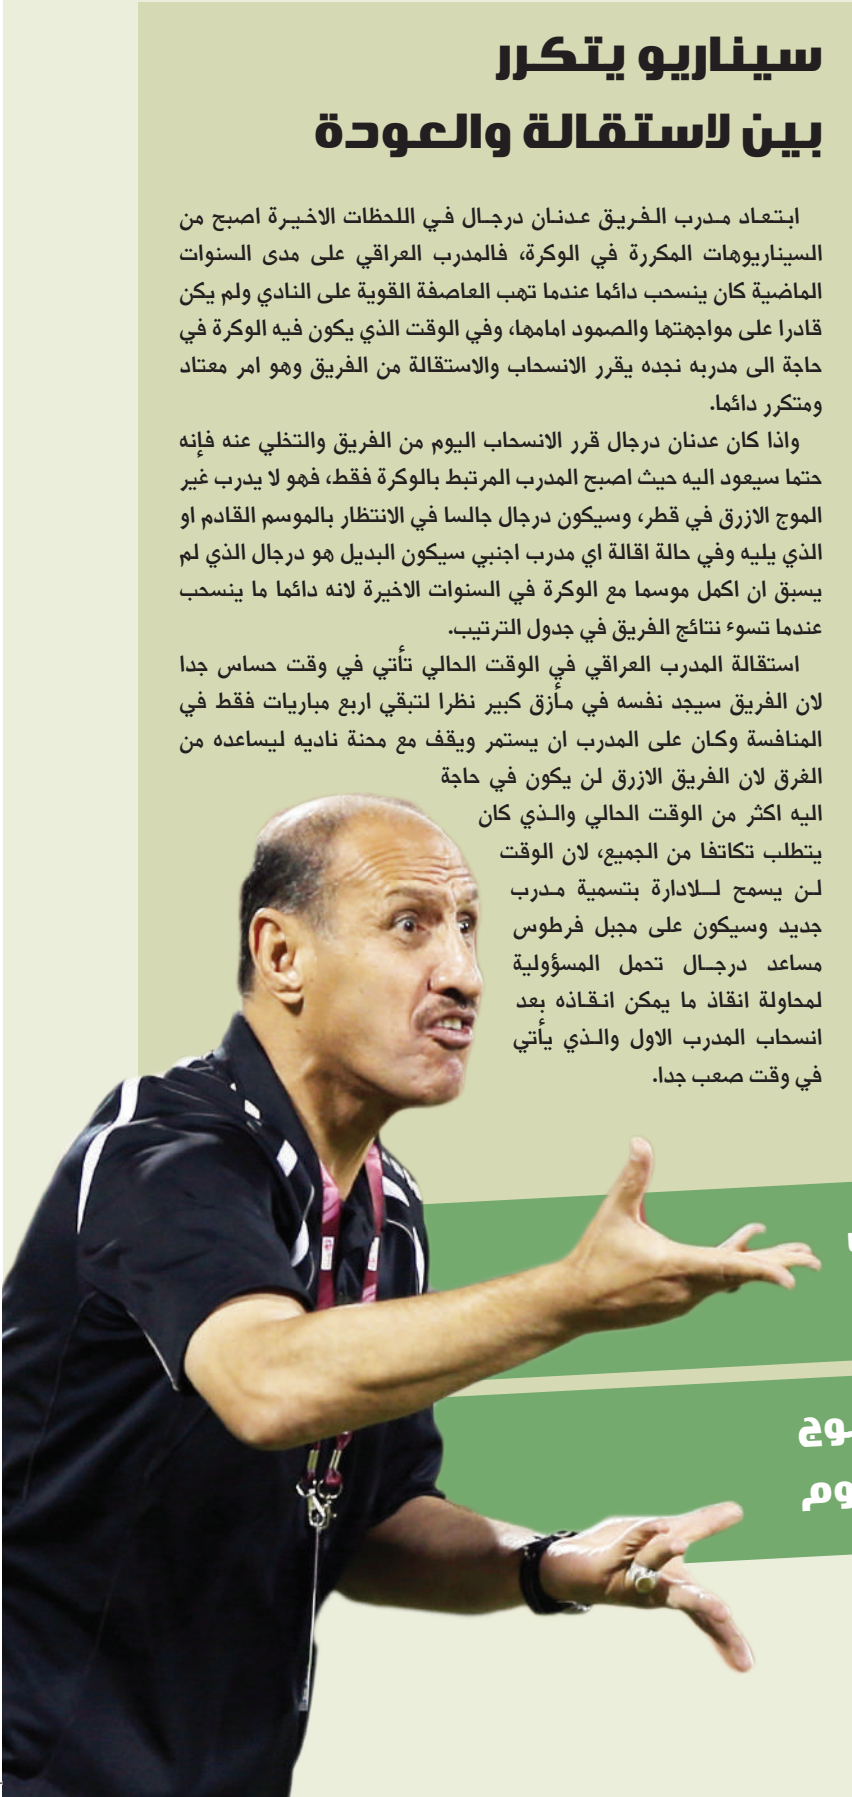 سيناريو يتكرر
بين لاستقالة والعودة
ابتعاد مدرب الفريق عدنان درجال في اللحظات الاخيرة اصبح من
السيناريوهات المكررة في الوكرة، فالمدرب العراقي على مدى السنوات
الماضية كان ينسحب دائما عندما تهب العاصفة القوية على النادي ولم يكن
قادرا على مواجهتها والصمود امامها، وفي الوقت الذي يكون فيه الوكرة في
حاجة الى مدربه نجده يقرر الانسحاب والاستقالة من الفريق وهو امر معتاد
ومتكرر دائما.
واذا كان عدنان درجال قرر الانسحاب اليوم من الفريق والتخلي عنه فإنه
حتما سيعود اليه حيث اصبح المدرب المرتبط بالوكرة فقط، فهو لا يدرب غير
الموج الازرق في قطر، وسيكون درجال جالسا في الانتظار بالموسم القادم او
الذي يليه وفي حالة اقالة اي مدرب اجنبي سيكون البديل هو درجال الذي لم
يسبق ان اكمل موسما مع الوكرة في السنوات الاخيرة لانه دائما ما ينسحب
عندما تسوء نتائج الفريق في جدول الترتيب.
استقالة المدرب العراقي في الوقت الحالي تأتي في وقت حساس جدا
لان الفريق سيجد نفسه في مأزق كبير نظرا لتبقي اربع مباريات فقط في
المنافسة وكان على المدرب ان يستمر ويقف مع محنة ناديه ليساعده من
الغرق لان الفريق الازرق لن يكون في حاجة
اليه اكثر من الوقت الحالي والذي كان
يتطلب تكاتفا من الجميع، لان الوقت
لن يسمح للادارة بتسمية مدرب
جديد وسيكون على مجبل فرطوس
مساعد درجال تحمل المسؤولية
لمحاولة انقاذ ما يمكن انقاذه بعد
انسحاب المدرب الاول والذي يأتي
في وقت صعب جدا.